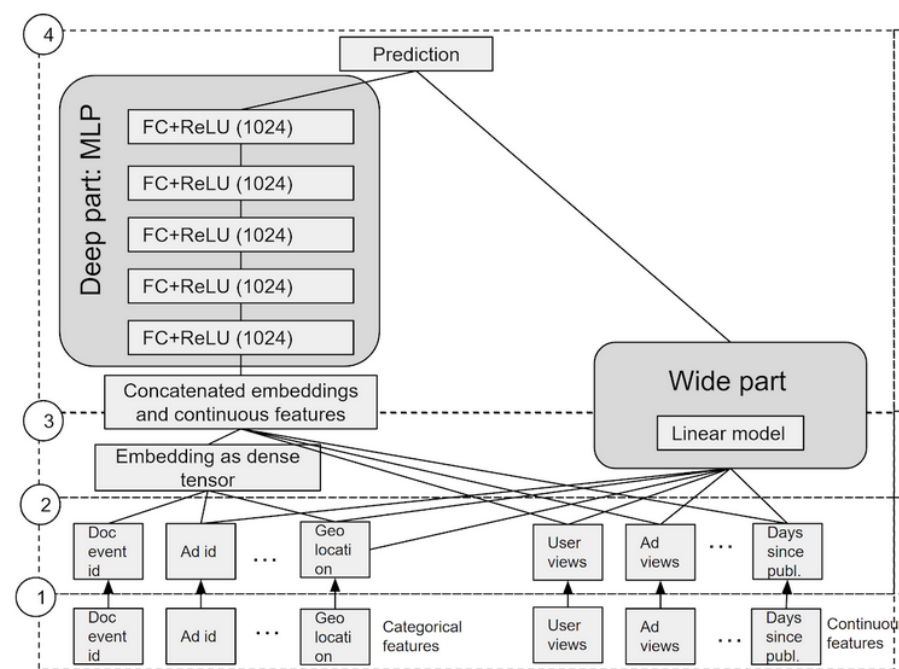 4
Prediction
Deep part: MLP
FC+ReLU (1024)
FC+ReLU (1024)
FC+ReLU (1024)
FC+ReLU (1024)
FC+ReLU (1024)
Wide part
Linear model
Concatenated embeddings
and continuous features
3
Embedding as dense
tensor
2
Doc
event
id
Ad id
...
Geo
locati
on
User
views
Ad
views
...
Days
since
publ.
1
Doc
event
id
Ad id
...
Geo
locati
on
Categorical
features
User
views
Ad
views
...
Days
since
publ.
Continuous
features